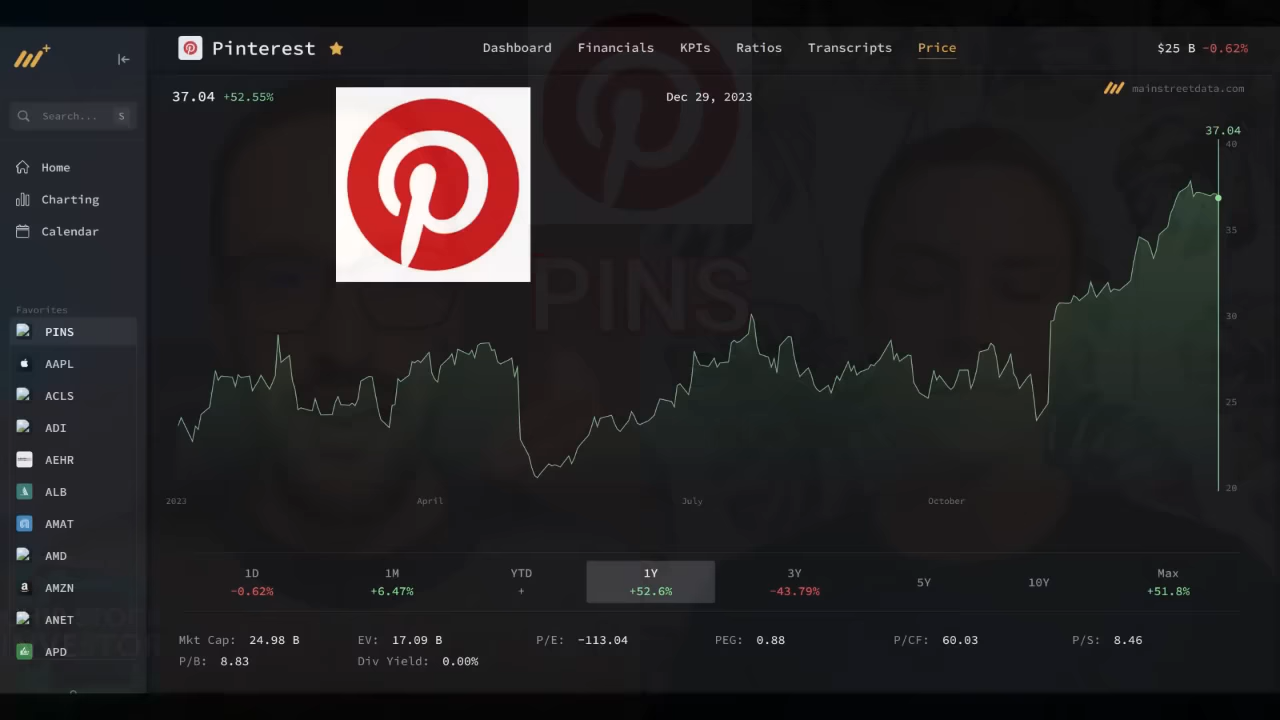 Pinterest
Dashboard Financials KPIs Ratios Transcripts Price
$25 B -0.62%
37.04 +52.55%
Dec 29, 2023
mainstreetdata.com
Search... S
Home
Charting
Calendar
Favorites
PINS
AAPL
ACLS
ADI
AEHR
ALB
AMAT
AMD
AMZN
ANET
APD
PINS
37.04
40
35
30
25
20
2023 April July October
1D 1M YTD 1Y 3Y 5Y 10Y Max
-0.62% +6.47% + +52.6% -43.79% +51.8%
Mkt Cap: 24.98 B EV: 17.09 B P/E: -113.04 PEG: 0.88 P/CF: 60.03 P/S: 8.46
P/B: 8.83 Div Yield: 0.00%